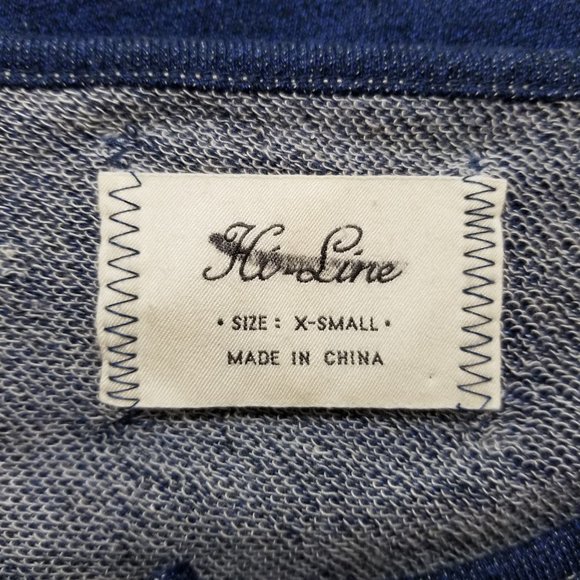 Hi-Line
• SIZE: X-SMALL •
MADE IN CHINA